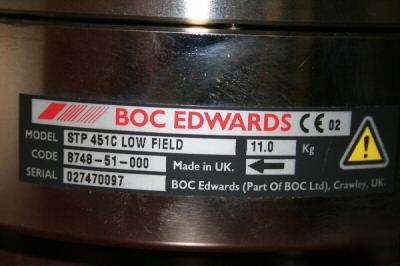 BOC EDWARDS CE 02
MODEL STP 451C LOW FIELD 11.0 Kg
CODE B748-51-000 Made in UK.
SERIAL 027470097 BOC Edwards (Part Of BOC Ltd), Crawley, UK.